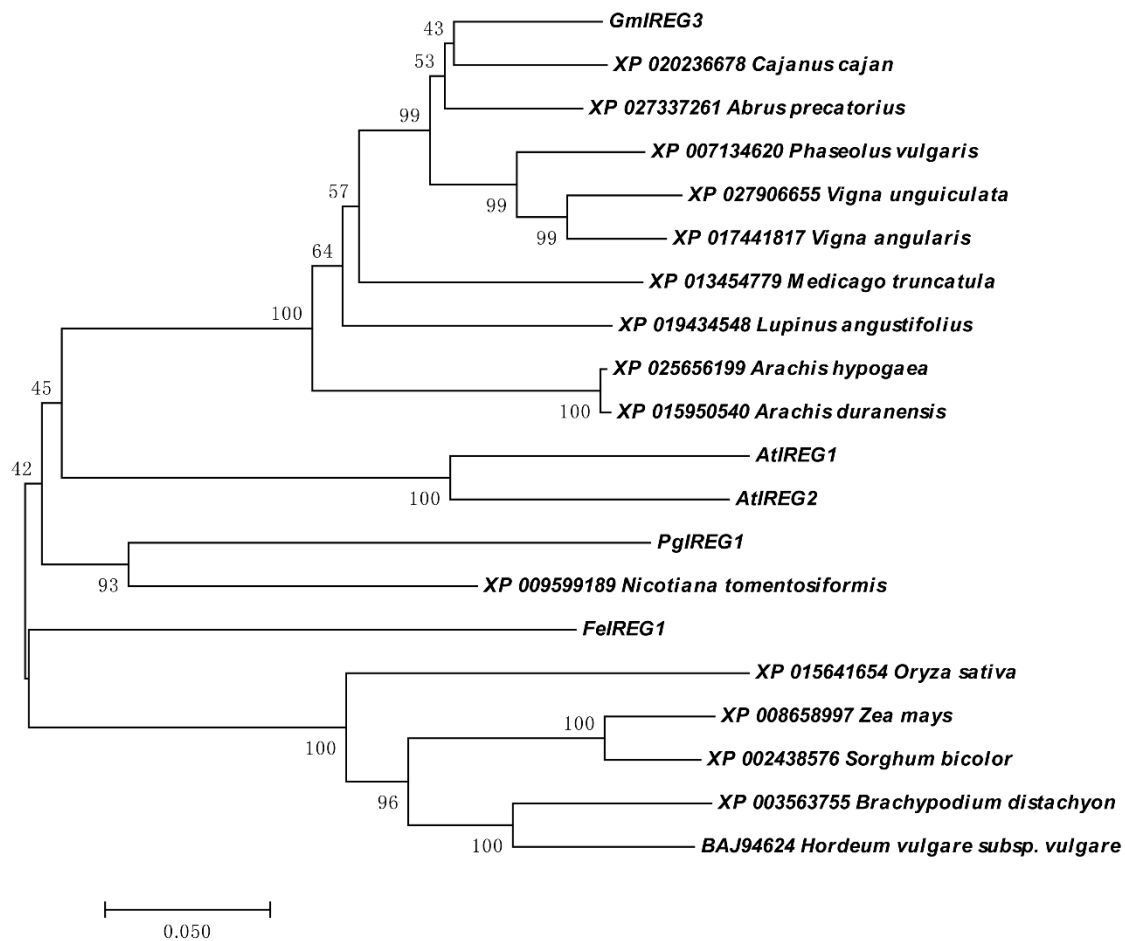 43
GmIREG3
53
XP 020236678 Cajanus cajan
99
XP 027337261 Abrus precatorius
XP 007134620 Phaseolus vulgaris
57
99
XP 027906655 Vigna unguiculata
99
XP 017441817 Vigna angularis
64
XP 013454779 Medicago truncatula
100
XP 019434548 Lupinus angustifolius
XP 025656199 Arachis hypogaea
45
100
XP 015950540 Arachis duranensis
AtIREG1
42
100
AtIREG2
PgIREG1
93
XP 009599189 Nicotiana tomentosiformis
FeIREG1
XP 015641654 Oryza sativa
100
XP 008658997 Zea mays
100
XP 002438576 Sorghum bicolor
96
XP 003563755 Brachypodium distachyon
100
BAJ94624 Hordeum vulgare subsp. vulgare
0.050